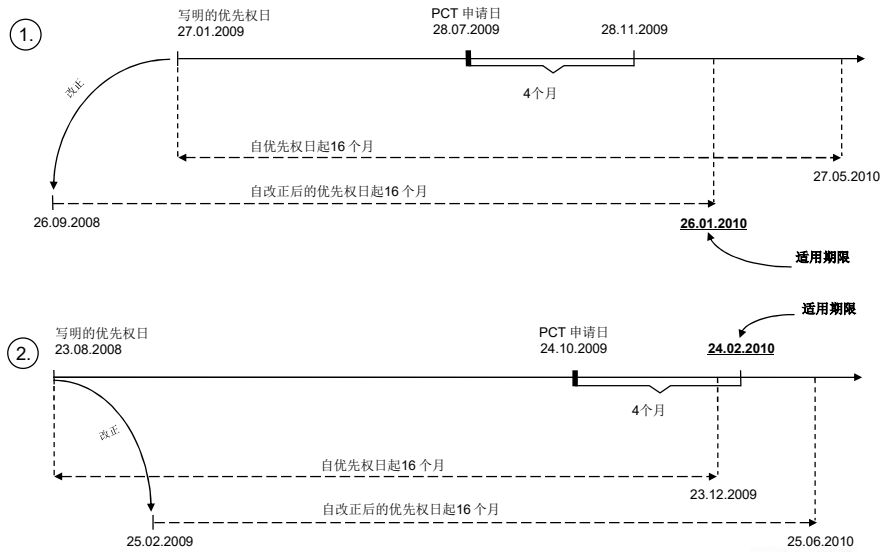 1.
写明的优先权日
27.01.2009
PCT 申请日
28.07.2009
28.11.2009
改正
4个月
自优先权日起16 个月
27.05.2010
自改正后的优先权日起16 个月
26.09.2008
26.01.2010
适用期限
适用期限
2.
写明的优先权日
23.08.2008
PCT 申请日
24.10.2009
24.02.2010
改正
4个月
自优先权日起16 个月
23.12.2009
自改正后的优先权日起16 个月
25.02.2009
25.06.2010